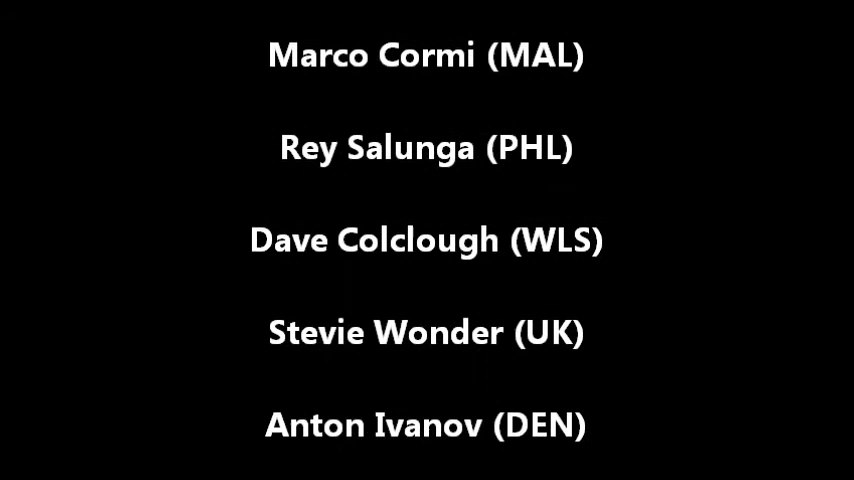 Marco Cormi (MAL)
Rey Salunga (PHL)
Dave Colclough (WLS)
Stevie Wonder (UK)
Anton Ivanov (DEN)